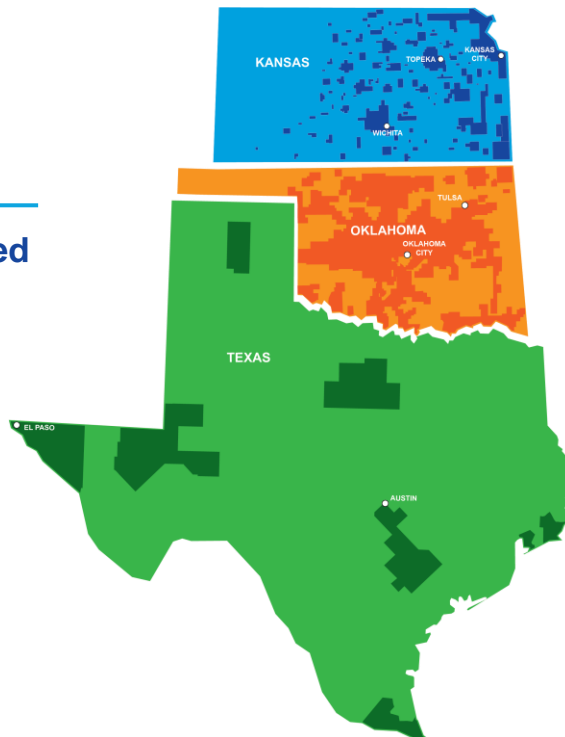 KANSAS
TOPEKA
KANSAS
CITY
WICHITA
ed
TULSA
OKLAHOMA
OKLAHOMA
CITY
TEXAS
EL PASO
AUSTIN